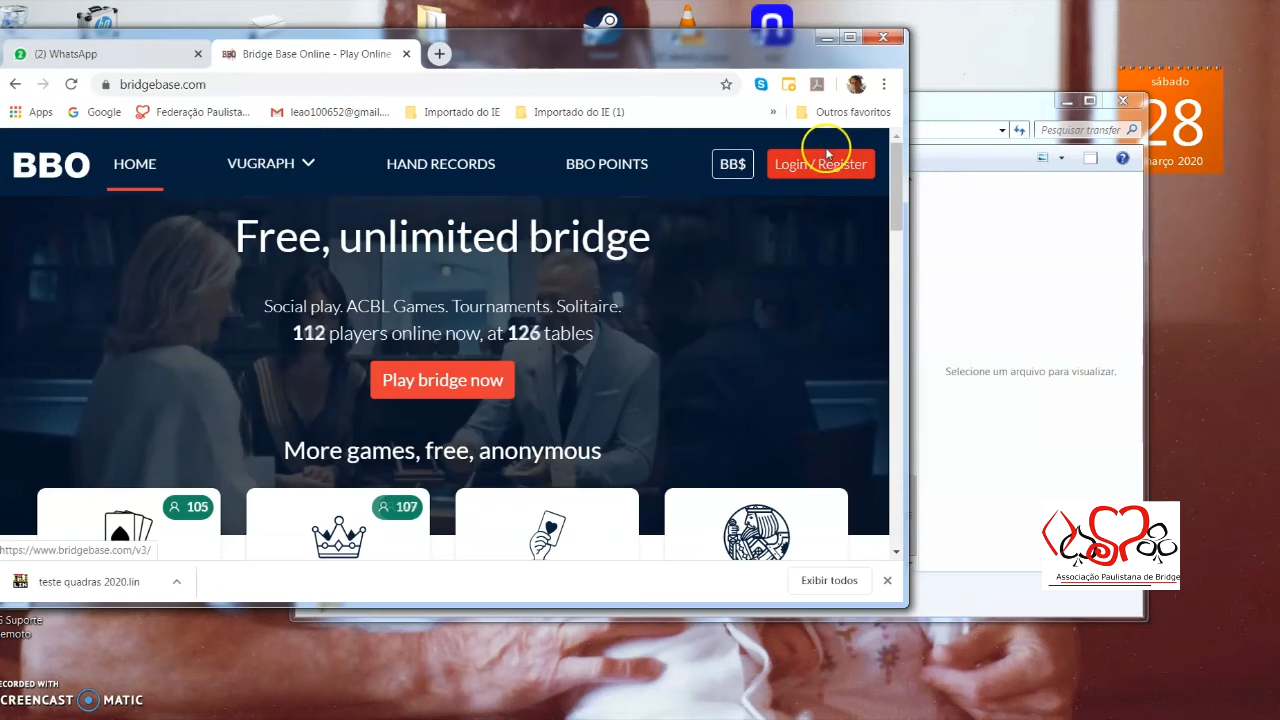 (2) WhatsApp
Bridge Base Online - Play Online
bridgebase.com
Apps
Google
Federação Paulista...
leao100652@gmail....
Importado do IE
Importado do IE (1)
»
Outros favoritos
BBO
HOME
VUGRAPH
HAND RECORDS
BBO POINTS
BB$
Login / Register
Free, unlimited bridge
Social play. ACBL Games. Tournaments. Solitaire.
112 players online now, at 126 tables
Play bridge now
More games, free, anonymous
105
107
https://www.bridgebase.com/v3/
teste quadras 2020.lin
Exibir todos
Pesquisar transfer
Selecione um arquivo para visualizar.
sábado
28
março 2020
Associação Paulistana de Bridge
G Suporte
emoto
RECORDED WITH
SCREENCAST MATIC